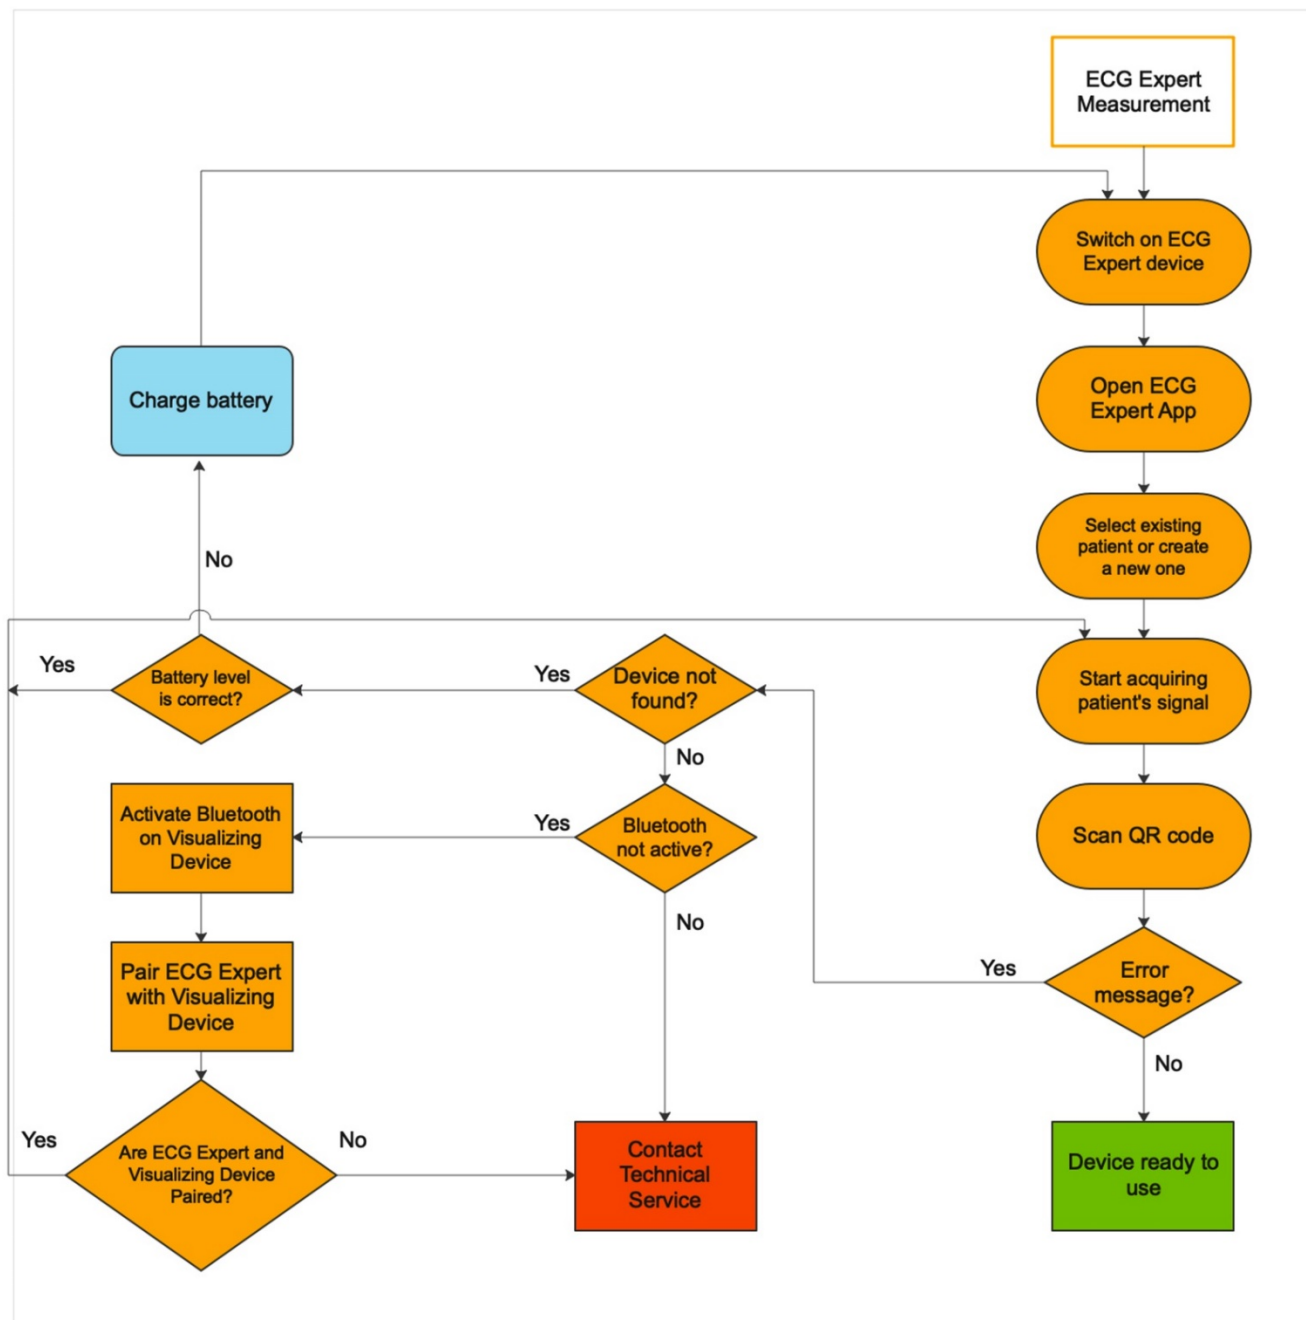 ECG Expert
Measurement
Switch on ECG
Expert device
Charge battery
Open ECG
Expert App
No
Select existing
patient or create
a new one
Yes
Battery level
is correct?
Yes
Device not
found?
Start acquiring
patient's signal
No
Activate Bluetooth
on Visualizing
Device
Yes
Bluetooth
not active?
Scan QR code
No
Pair ECG Expert
with Visualizing
Device
Yes
Error
message?
No
Yes
Are ECG Expert and
Visualizing Device
Paired?
No
Contact
Technical
Service
Device ready to
use